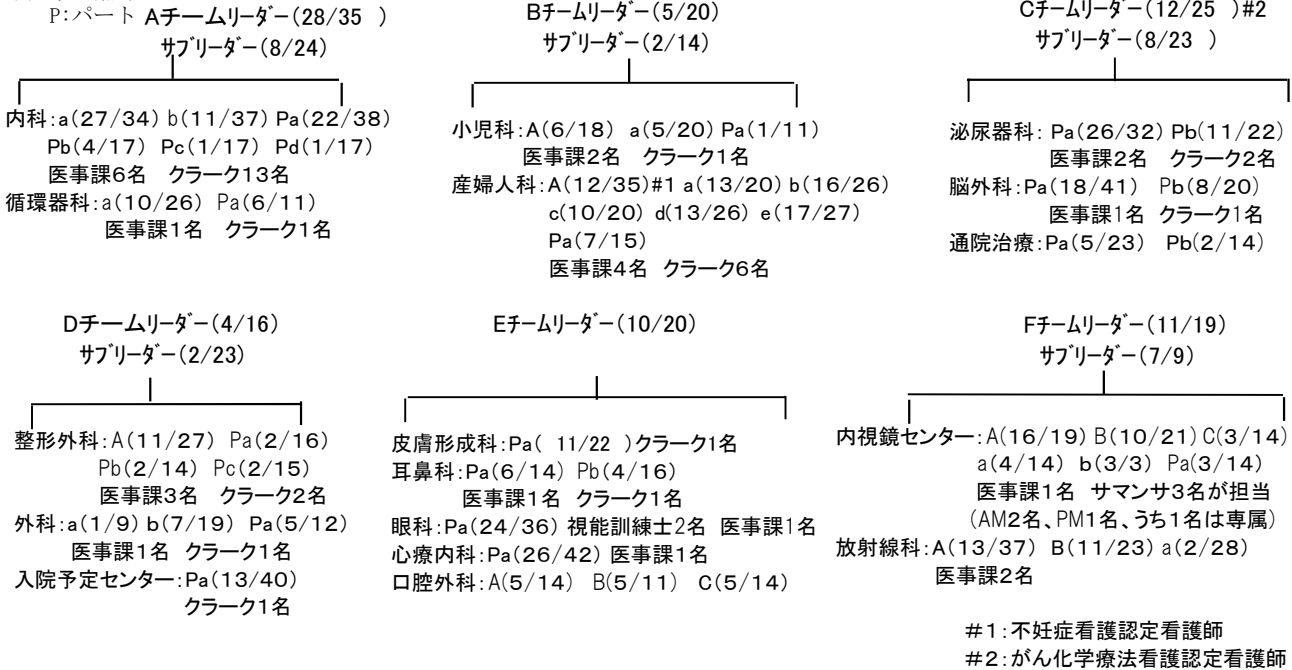 P:パート Aチームリーダー(28/35 )
サブリーダー(8/24)
内科:a(27/34) b(11/37) Pa(22/38)
Pb(4/17) Pc(1/17) Pd(1/17)
医事課6名 クラーク13名
循環器科:a(10/26) Pa(6/11)
医事課1名 クラーク1名
Bチームリーダー(5/20)
サブリーダー(2/14)
小児科:A(6/18) a(5/20) Pa(1/11)
医事課2名 クラーク1名
産婦人科:A(12/35)#1 a(13/20) b(16/26)
c(10/20) d(13/26) e(17/27)
Pa(7/15)
医事課4名 クラーク6名
Cチームリーダー(12/25 )#2
サブリーダー(8/23 )
泌尿器科: Pa(26/32) Pb(11/22)
医事課2名 クラーク2名
脳外科:Pa(18/41) Pb(8/20)
医事課1名 クラーク1名
通院治療:Pa(5/23) Pb(2/14)
Dチームリーダー(4/16)
サブリーダー(2/23)
整形外科:A(11/27) Pa(2/16)
Pb(2/14) Pc(2/15)
医事課3名 クラーク2名
外科:a(1/9) b(7/19) Pa(5/12)
医事課1名 クラーク1名
入院予定センター:Pa(13/40)
クラーク1名
Eチームリーダー(10/20)
皮膚形成科:Pa( 11/22 )クラーク1名
耳鼻科:Pa(6/14) Pb(4/16)
医事課1名 クラーク1名
眼科:Pa(24/36) 視能訓練士2名 医事課1名
心療内科:Pa(26/42) 医事課1名
口腔外科:A(5/14) B(5/11) C(5/14)
Fチームリーダー(11/19)
サブリーダー(7/9)
内視鏡センター:A(16/19) B(10/21) C(3/14)
a(4/14) b(3/3) Pa(3/14)
医事課1名 サマンサ3名が担当
(AM2名、PM1名、うち1名は専属)
放射線科:A(13/37) B(11/23) a(2/28)
医事課2名
#1:不妊症看護認定看護師
#2:がん化学療法看護認定看護師